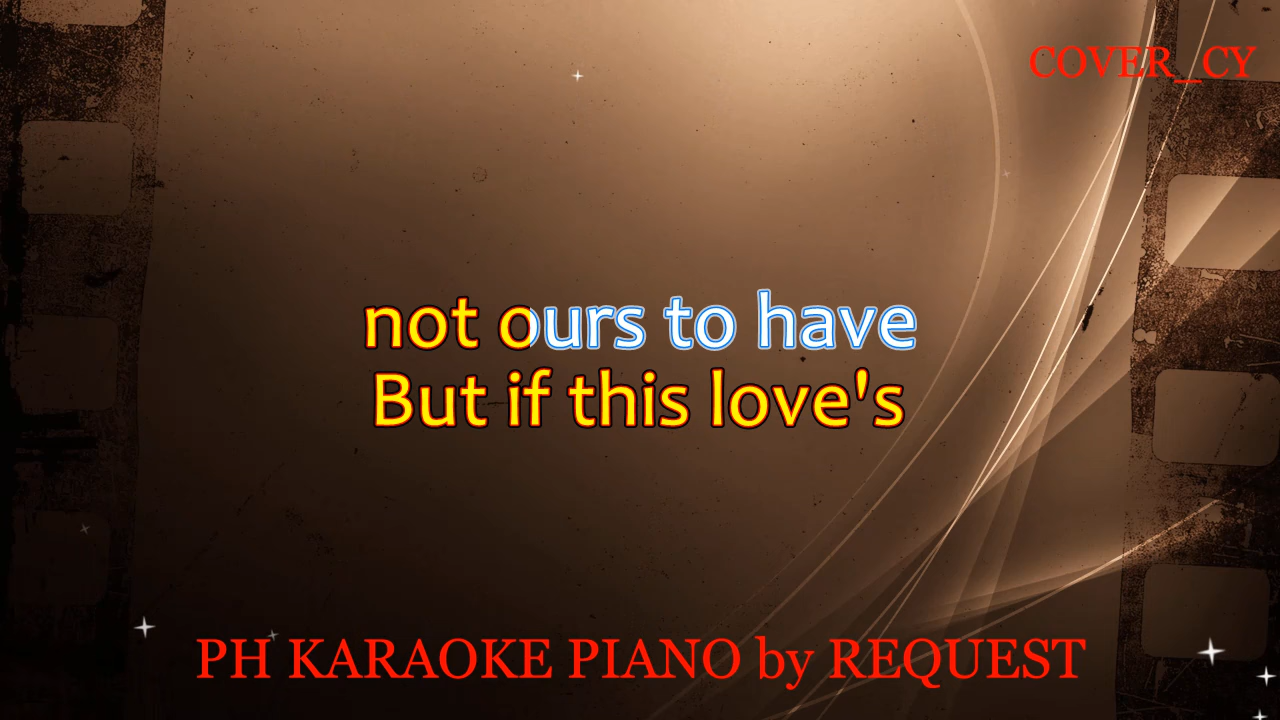 COVER_CY
not ours to have
But if this love's
PH KARAOKE PIANO by REQUEST